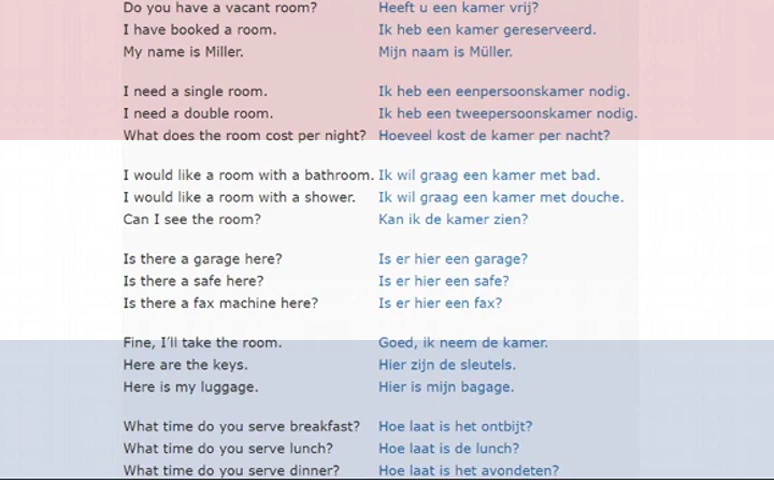 Do you have a vacant room? Heeft u een kamer vrij?
I have booked a room. Ik heb een kamer gereserveerd.
My name is Miller. Mijn naam is Müller.
I need a single room. Ik heb een eenpersoonskamer nodig.
I need a double room. Ik heb een tweepersoonskamer nodig.
What does the room cost per night? Hoeveel kost de kamer per nacht?
I would like a room with a bathroom. Ik wil graag een kamer met bad.
I would like a room with a shower. Ik wil graag een kamer met douche.
Can I see the room? Kan ik de kamer zien?
Is there a garage here? Is er hier een garage?
Is there a safe here? Is er hier een safe?
Is there a fax machine here? Is er hier een fax?
Fine, I'll take the room. Goed, ik neem de kamer.
Here are the keys. Hier zijn de sleutels.
Here is my luggage. Hier is mijn bagage.
What time do you serve breakfast? Hoe laat is het ontbijt?
What time do you serve lunch? Hoe laat is de lunch?
What time do you serve dinner? Hoe laat is het avondeten?